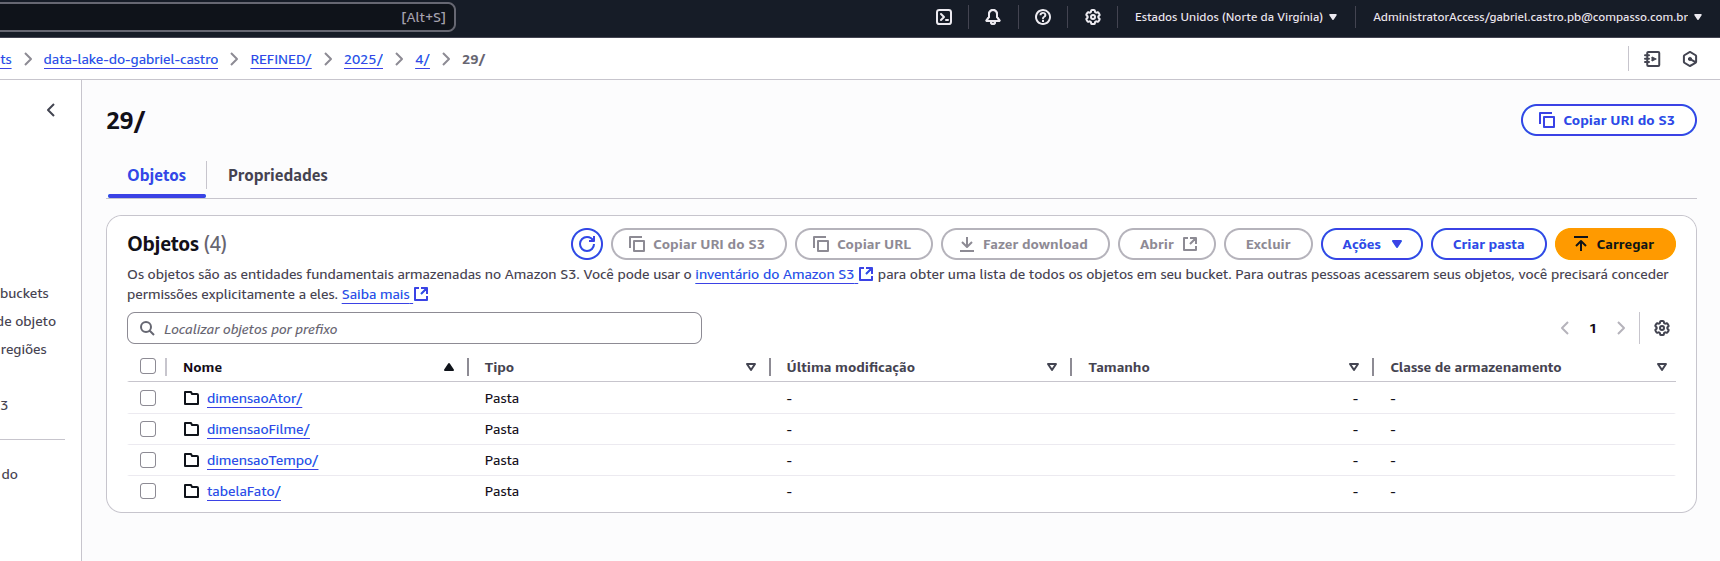 [Alt+S] Estados Unidos (Norte da Virgínia) AdministratorAccess/gabriel.castro.pb@compasso.com.br
ts data-lake-do-gabriel-castro REFINED/ 2025/ 4/ 29/
29/ Copiar URI do S3
Objetos Propriedades
Objetos (4) Copiar URI do S3 Copiar URL Fazer download Abrir Excluir Ações Criar pasta Carregar
Os objetos são as entidades fundamentais armazenadas no Amazon S3. Você pode usar o inventário do Amazon S3 para obter uma lista de todos os objetos em seu bucket. Para outras pessoas acessarem seus objetos, você precisará conceder
permissões explicitamente a eles. Saiba mais
buckets
de objeto
regiões
3
do
Localizar objetos por prefixo 1
Nome Tipo Última modificação Tamanho Classe de armazenamento
dimensaoAtor/ Pasta - - -
dimensaoFilme/ Pasta - - -
dimensaoTempo/ Pasta - - -
tabelaFato/ Pasta - - -